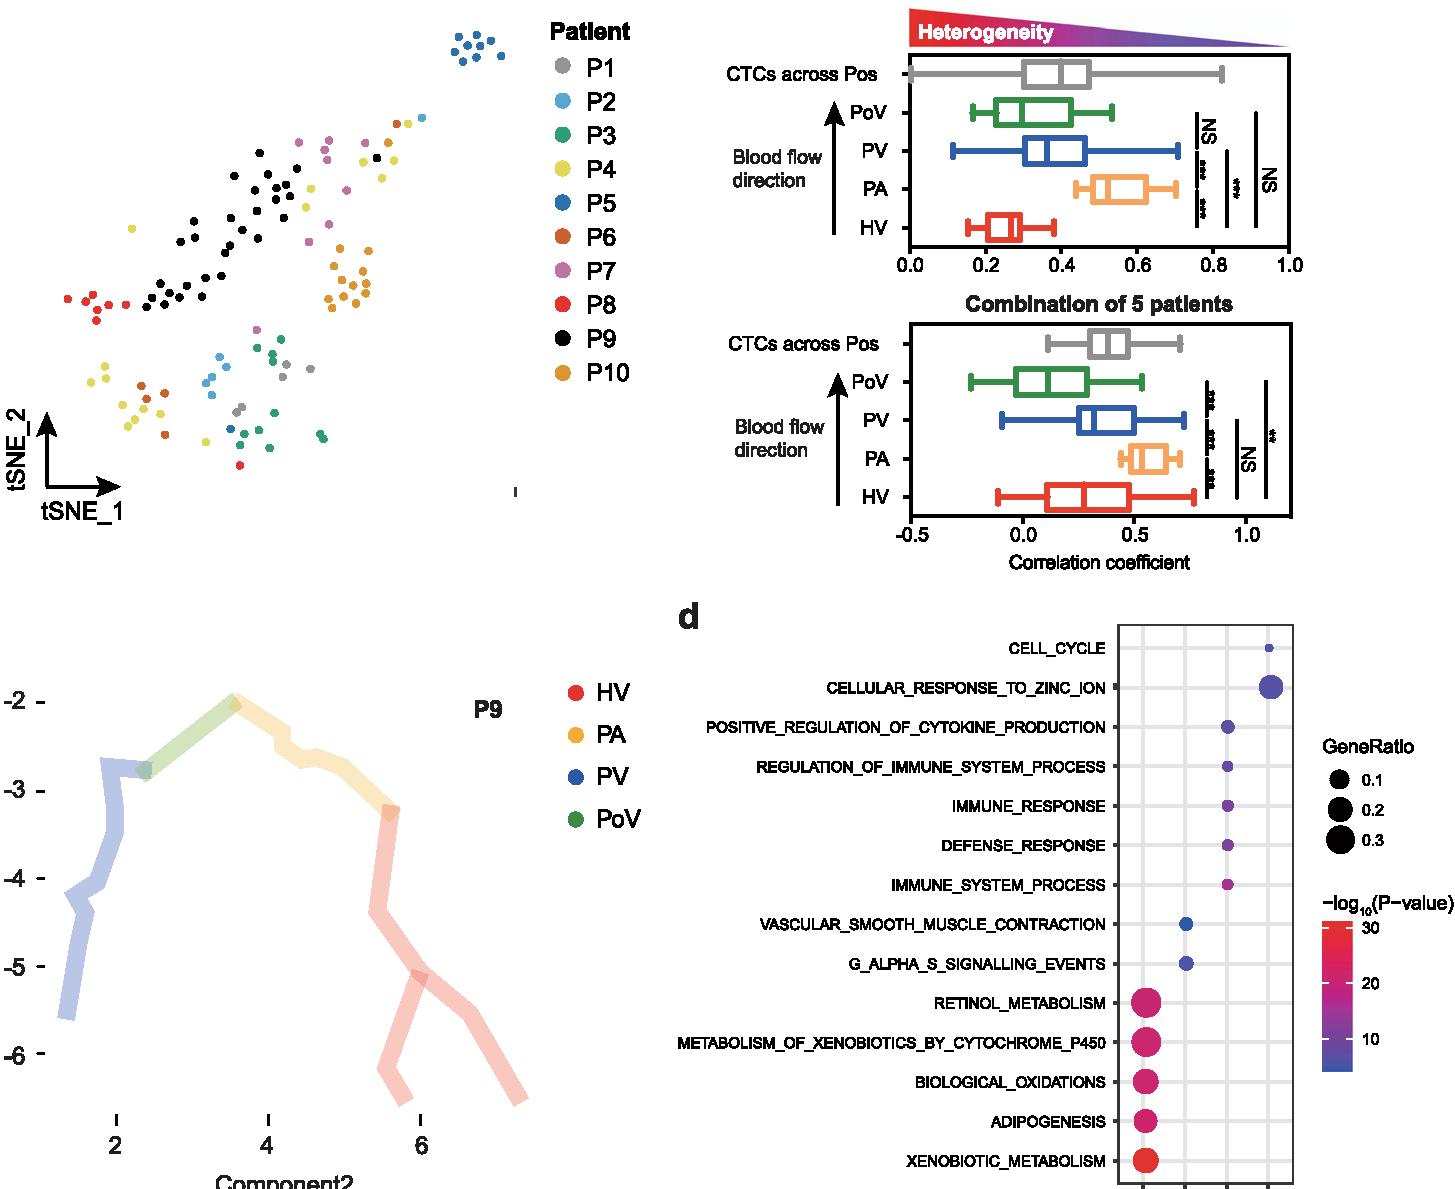 Patient
P1
P2
P3
P4
P5
P6
P7
P8
P9
P10
tSNE_2
tSNE_1
Heterogeneity
CTCs across Pos
PoV
PV
PA
HV
Blood flow
direction
NS
***
***
***
NS
0.0 0.2 0.4 0.6 0.8 1.0
Combination of 5 patients
CTCs across Pos
PoV
PV
PA
HV
Blood flow
direction
***
***
***
NS
**
-0.5 0.0 0.5 1.0
Correlation coefficient
-2
-3
-4
-5
-6
2 4 6
Component2
P9
HV
PA
PV
PoV
d
CELL_CYCLE
CELLULAR_RESPONSE_TO_ZINC_ION
POSITIVE_REGULATION_OF_CYTOKINE_PRODUCTION
REGULATION_OF_IMMUNE_SYSTEM_PROCESS
IMMUNE_RESPONSE
DEFENSE_RESPONSE
IMMUNE_SYSTEM_PROCESS
VASCULAR_SMOOTH_MUSCLE_CONTRACTION
G_ALPHA_S_SIGNALLING_EVENTS
RETINOL_METABOLISM
METABOLISM_OF_XENOBIOTICS_BY_CYTOCHROME_P450
BIOLOGICAL_OXIDATIONS
ADIPOGENESIS
XENOBIOTIC_METABOLISM
GeneRatio
0.1
0.2
0.3
−log10(P−value)
30
20
10